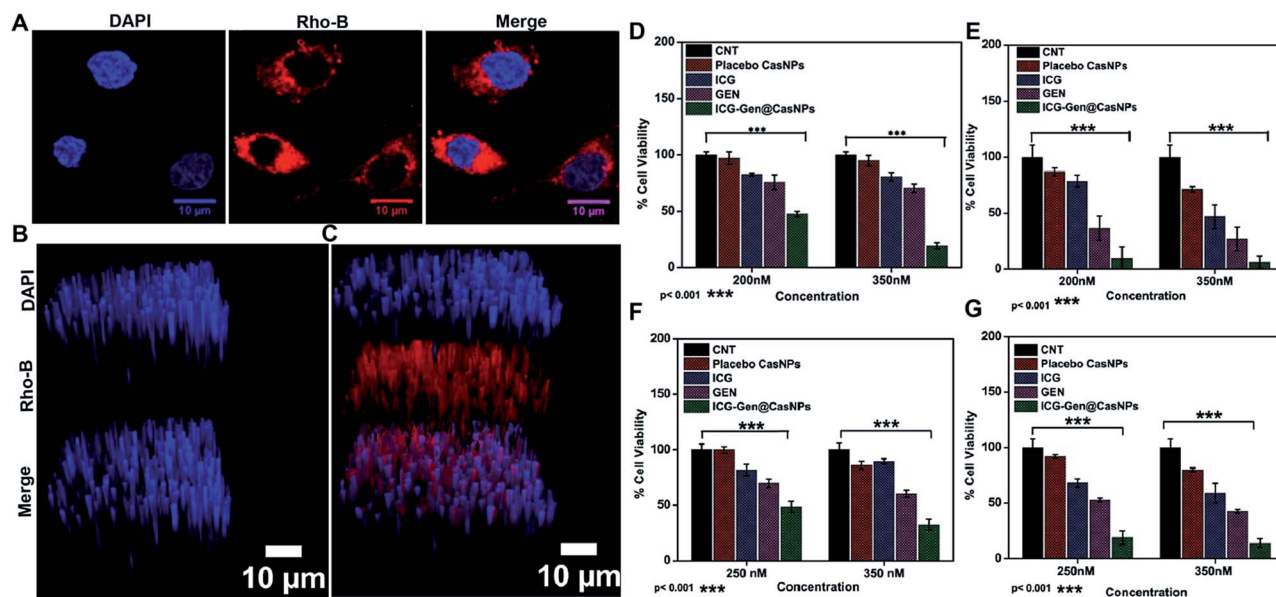 DAPI Rho-B Merge
A
10 µm 10 µm 10 µm
B C
DAPI
Rho-B
Merge
10 µm 10 µm
D
200
150
100
50
0
% Cell Viability
CNT
Placebo CasNPs
ICG
GEN
ICG-Gen@CasNPs
*** ***
200nM 350nM
p< 0.001 *** Concentration
E
200
150
100
50
0
% Cell Viability
CNT
Placebo CasNPs
ICG
GEN
ICG-Gen@CasNPs
*** ***
200nM 350nM
p< 0.001 *** Concentration
F
200
150
100
50
0
% Cell Viability
CNT
Placebo CasNPs
ICG
GEN
ICG-Gen@CasNPs
*** ***
250 nM 350 nM
p< 0.001 *** Concentration
G
200
150
100
50
0
% Cell Viability
CNT
Placebo CasNPs
ICG
GEN
ICG-Gen@CasNPs
*** ***
250nM 350nM
p< 0.001 *** Concentration